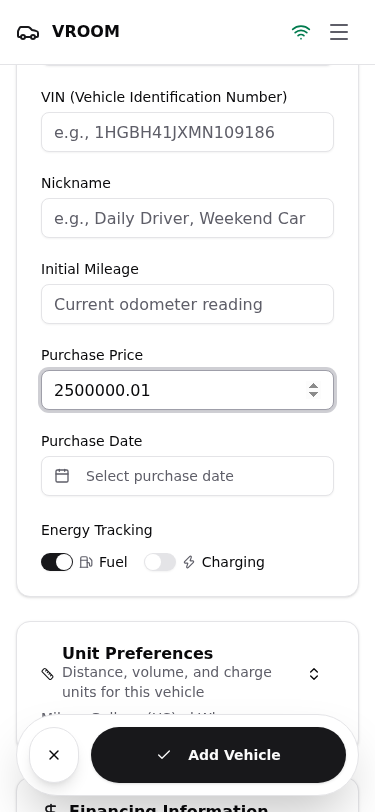 VROOM
VIN (Vehicle Identification Number)
e.g., 1HGBH41JXMN109186
Nickname
e.g., Daily Driver, Weekend Car
Initial Mileage
Current odometer reading
Purchase Price
2500000.01
Purchase Date
Select purchase date
Energy Tracking
Fuel
Charging
Unit Preferences
Distance, volume, and charge
units for this vehicle
Add Vehicle
Financing Information